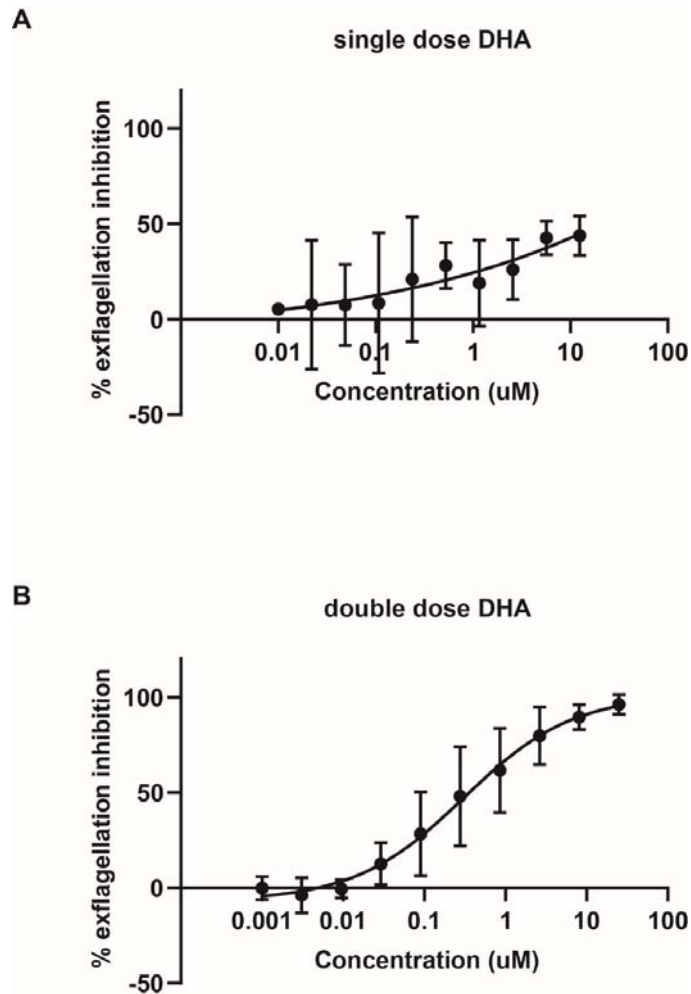 A
single dose DHA
% exflagellation inhibition
100
50
0
-50
0.01 0.1 1 10 100
Concentration (uM)
B
double dose DHA
% exflagellation inhibition
100
50
0
-50
0.001 0.01 0.1 1 10 100
Concentration (uM)